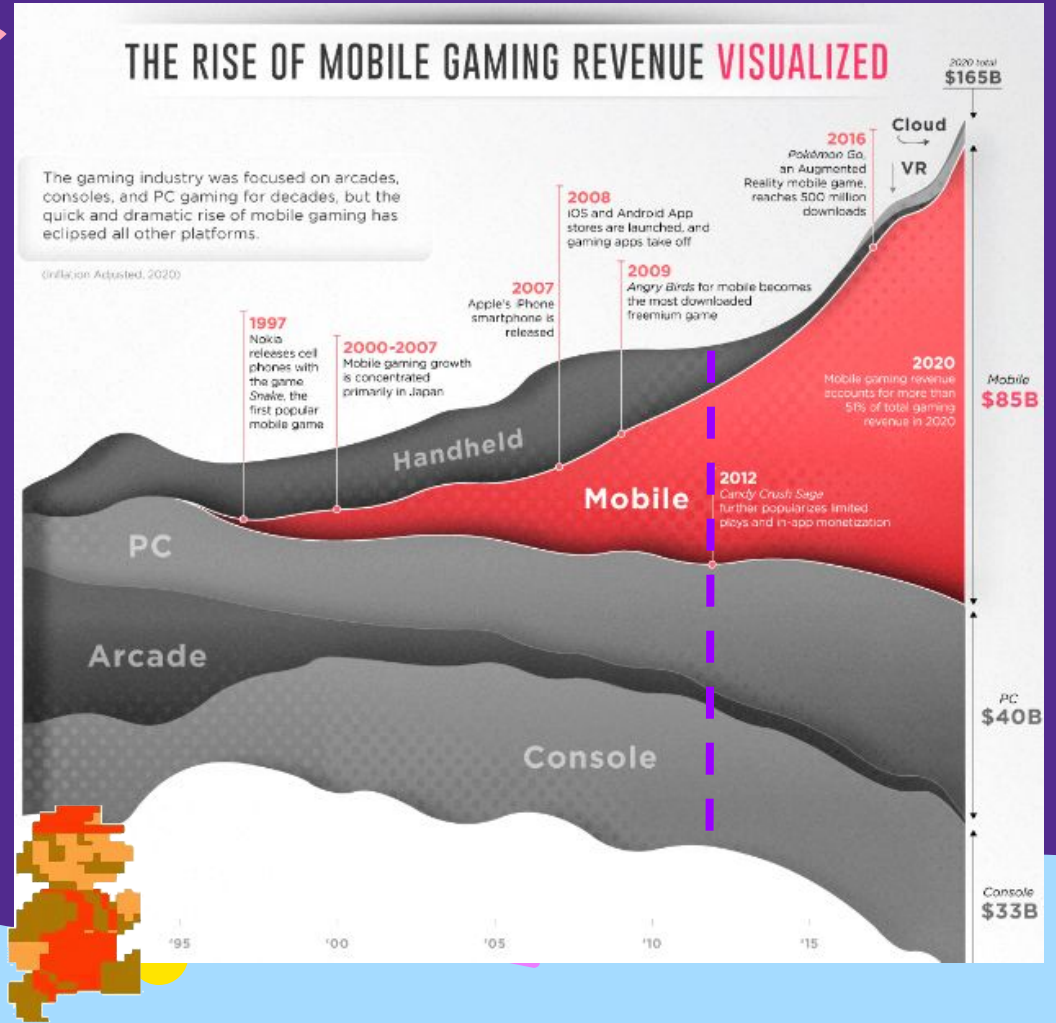 THE RISE OF MOBILE GAMING REVENUE VISUALIZED
2020 total
$165B
The gaming industry was focused on arcades,
consoles, and PC gaming for decades, but the
quick and dramatic rise of mobile gaming has
eclipsed all other platforms.
(Inflation Adjusted, 2020)
1997
Nokia
releases cell
phones with
the game
Snake, the
first popular
mobile game
2000-2007
Mobile gaming growth
is concentrated
primarily in Japan
2007
Apple's iPhone
smartphone is
released
2008
iOS and Android App
stores are launched, and
gaming apps take off
2009
Angry Birds for mobile becomes
the most downloaded
freemium game
2016
Pokémon Go,
an Augmented
Reality mobile game,
reaches 500 million
downloads
Cloud
VR
2020
Mobile gaming revenue
accounts for more than
51% of total gaming
revenue in 2020
Mobile
$85B
Handheld
Mobile
2012
Candy Crush Saga
further popularizes limited
plays and in-app monetization
PC
Arcade
Console
PC
$40B
Console
$33B
'95
'00
'05
'10
'15